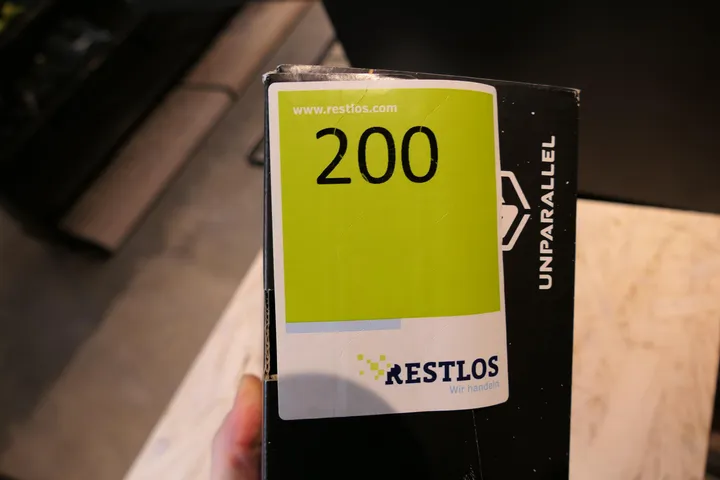 www.restlos.com
200
UNPARALLEL
RESTLOS
Wir handeln